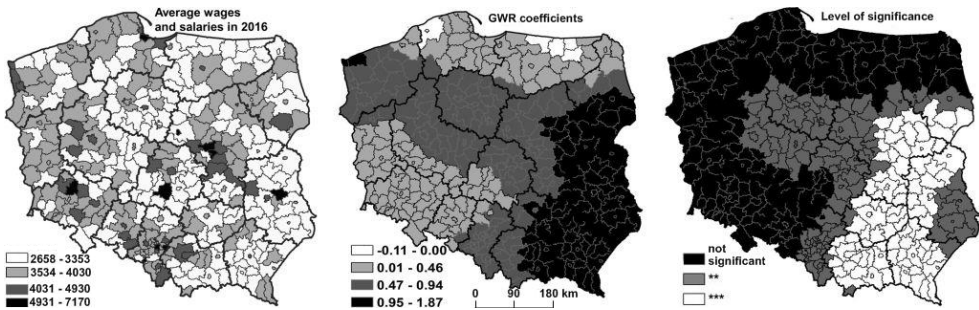 Average wages
and salaries in 2016
2658 - 3353
3534 - 4030
4031 - 4930
4931 - 7170
GWR coefficients
-0.11 - 0.00
0.01 - 0.46
0.47 - 0.94
0.95 - 1.87
0 90 180 km
Level of significance
not
significant
**
***